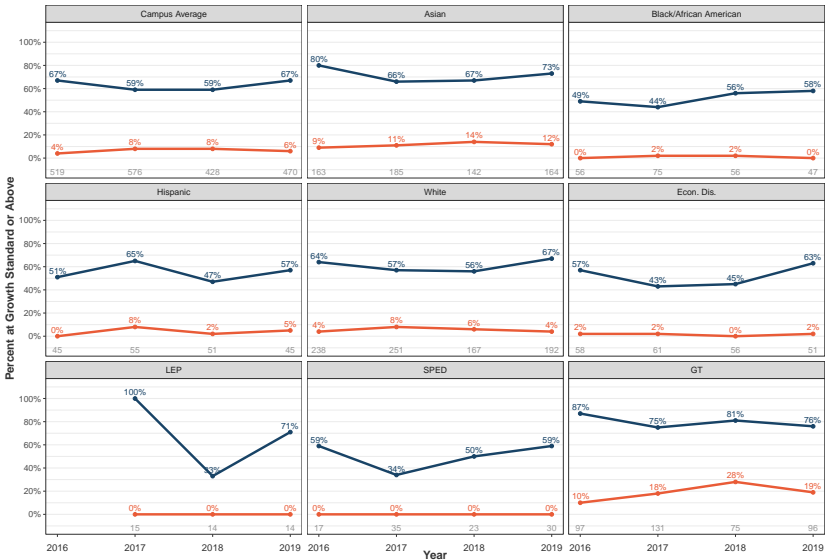 Campus Average Asian Black/African American
100%
80%
60%
40%
20%
0%
67% 59% 59% 67%
4% 8% 8% 6%
519 576 428 470
80% 66% 67% 73%
9% 11% 14% 12%
163 185 142 164
49% 44% 56% 58%
0% 2% 2% 0%
56 75 56 47
Hispanic White Econ. Dis.
100%
80%
60%
40%
20%
0%
51% 65% 47% 57%
0% 8% 2% 5%
45 55 51 45
64% 57% 56% 67%
4% 8% 6% 4%
238 251 167 192
57% 43% 45% 63%
2% 2% 0% 2%
58 61 56 51
LEP SPED GT
100%
80%
60%
40%
20%
0%
100% 33% 71%
0% 0% 0%
15 14 14
59% 34% 50% 59%
0% 0% 0% 0%
17 35 23 30
87% 75% 81% 76%
10% 18% 28% 19%
97 131 75 96
2016 2017 2018 2019 2016 2017 2018 2019 2016 2017 2018 2019
Year
Percent at Growth Standard or Above